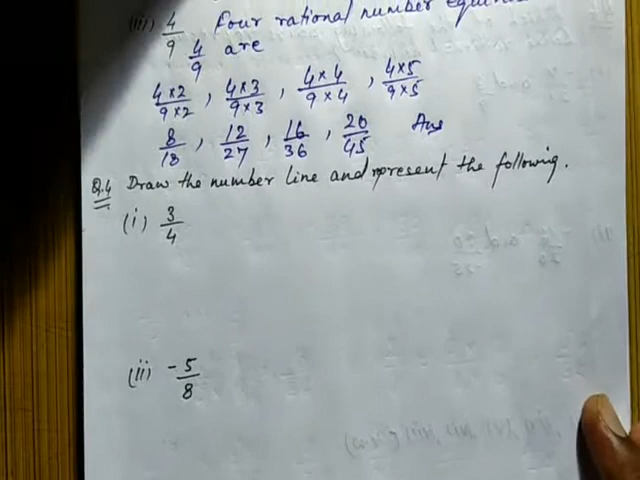 (iii) 4/9 Four rational number
4/9 are
4×2/9×2 , 4×3/9×3 , 4×4/9×4 , 4×5/9×5
8/18 , 12/27 , 16/36 , 20/45 Ans
Q.4 Draw the number line and represent the following.
(i) 3/4
(ii) -5/8